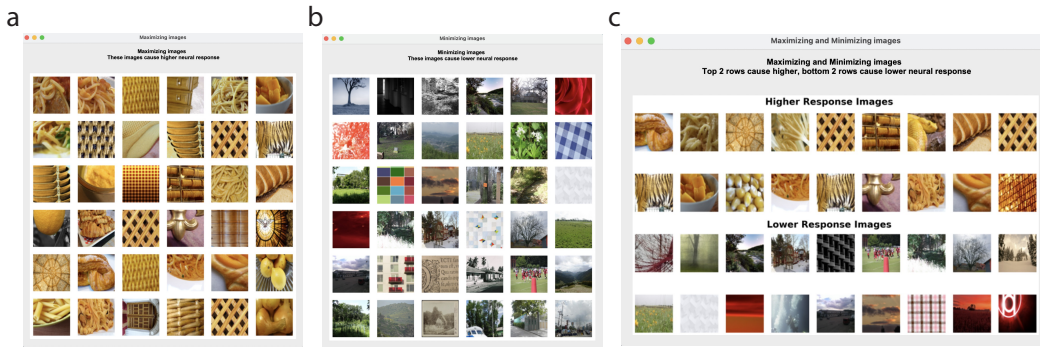 a
b
c
Maximizing images
Maximizing images
These images cause higher neural response
Minimizing images
Minimizing images
These images cause lower neural response
Maximizing and Minimizing images
Maximizing and Minimizing images
Top 2 rows cause higher, bottom 2 rows cause lower neural response
Higher Response Images
Lower Response Images